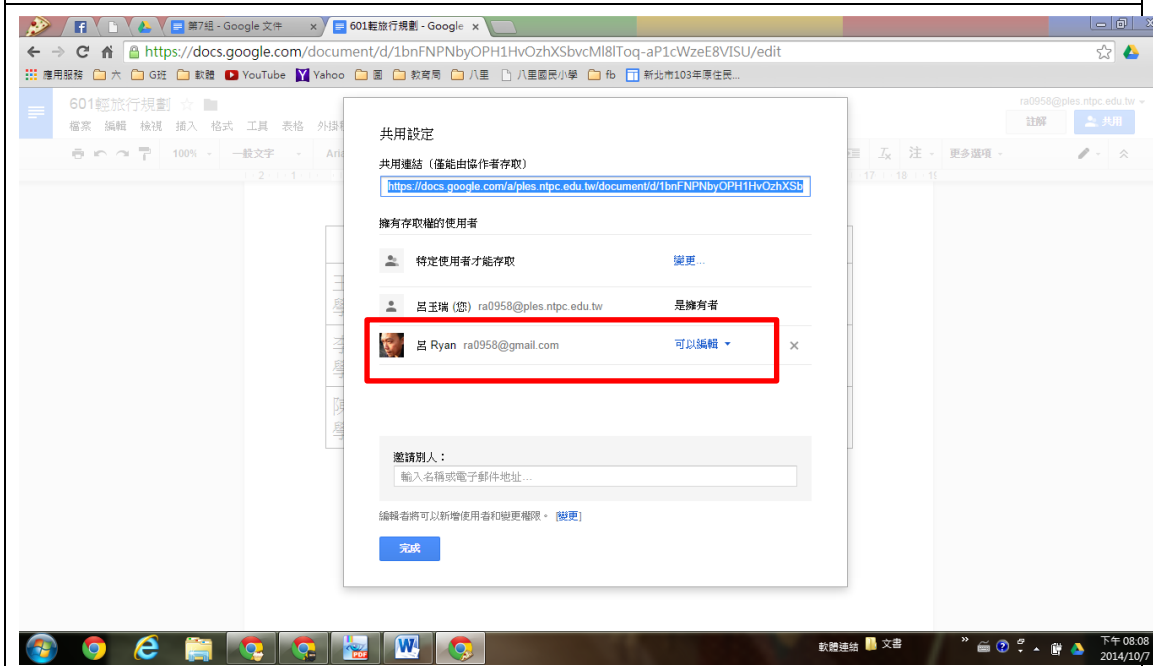 第7組 - Google 文件
601輕旅行規劃 - Google
https://docs.google.com/document/d/1bnFNPNbyOPH1HvOzhXSbvcMl8lToq-aP1cWzeE8VISU/edit
應用服務 六 G班 軟體 YouTube Yahoo 圖 教育局 八里 八里國民小學 fb 新北市103年原住民...
601輕旅行規劃
ra0958@ples.ntpc.edu.tw
檔案 編輯 檢視 插入 格式 工具 表格 外掛
註解 共用
100% 一般文字 Aria
注 更多選項
2 1
17 18 19
共用設定
共用連結（僅能由協作者存取）
https://docs.google.com/a/ples.ntpc.edu.tw/document/d/1bnFNPNbyOPH1HvOzhXSb
擁有存取權的使用者
特定使用者才能存取 變更...
呂玉瑞 (您) ra0958@ples.ntpc.edu.tw 是擁有者
呂 Ryan ra0958@gmail.com 可以編輯
邀請別人：
輸入名稱或電子郵件地址...
編輯者將可以新增使用者和變更權限。 [變更]
完成
軟體連結 文書
下午 08:08
2014/10/7